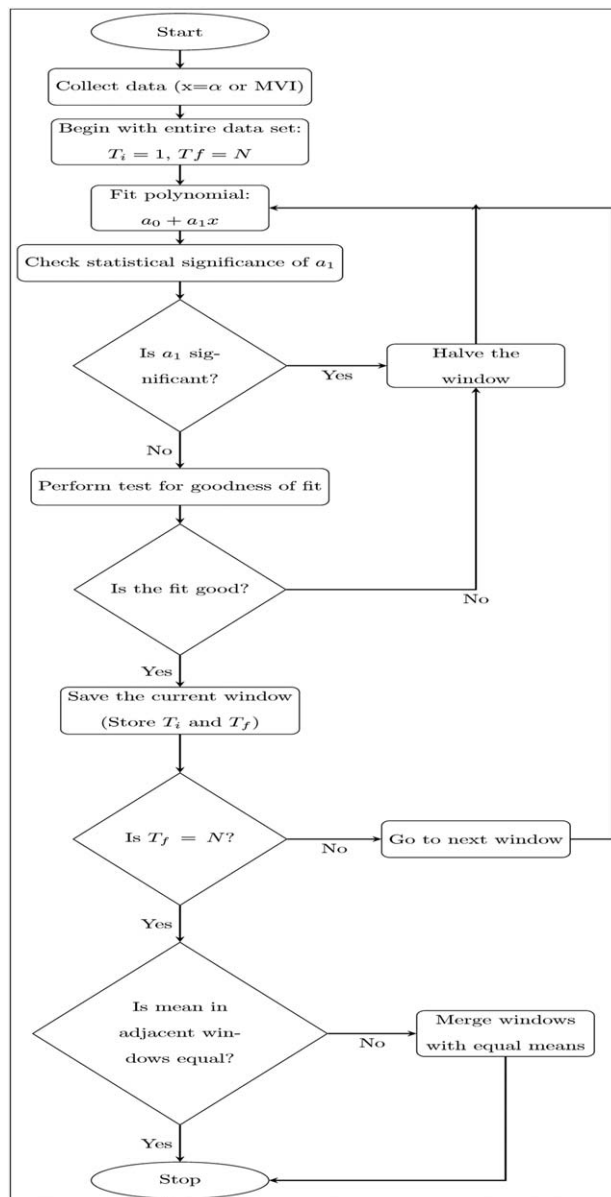 Start
Collect data (x=α or MVI)
Begin with entire data set:
T_i = 1, Tf = N
Fit polynomial:
a_0 + a_1x
Check statistical significance of a_1
Is a_1 sig-
nificant?
Yes
Halve the
window
No
Perform test for goodness of fit
Is the fit good?
No
Yes
Save the current window
(Store T_i and T_f)
Is T_f = N?
No
Go to next window
Yes
Is mean in
adjacent win-
dows equal?
No
Merge windows
with equal means
Yes
Stop